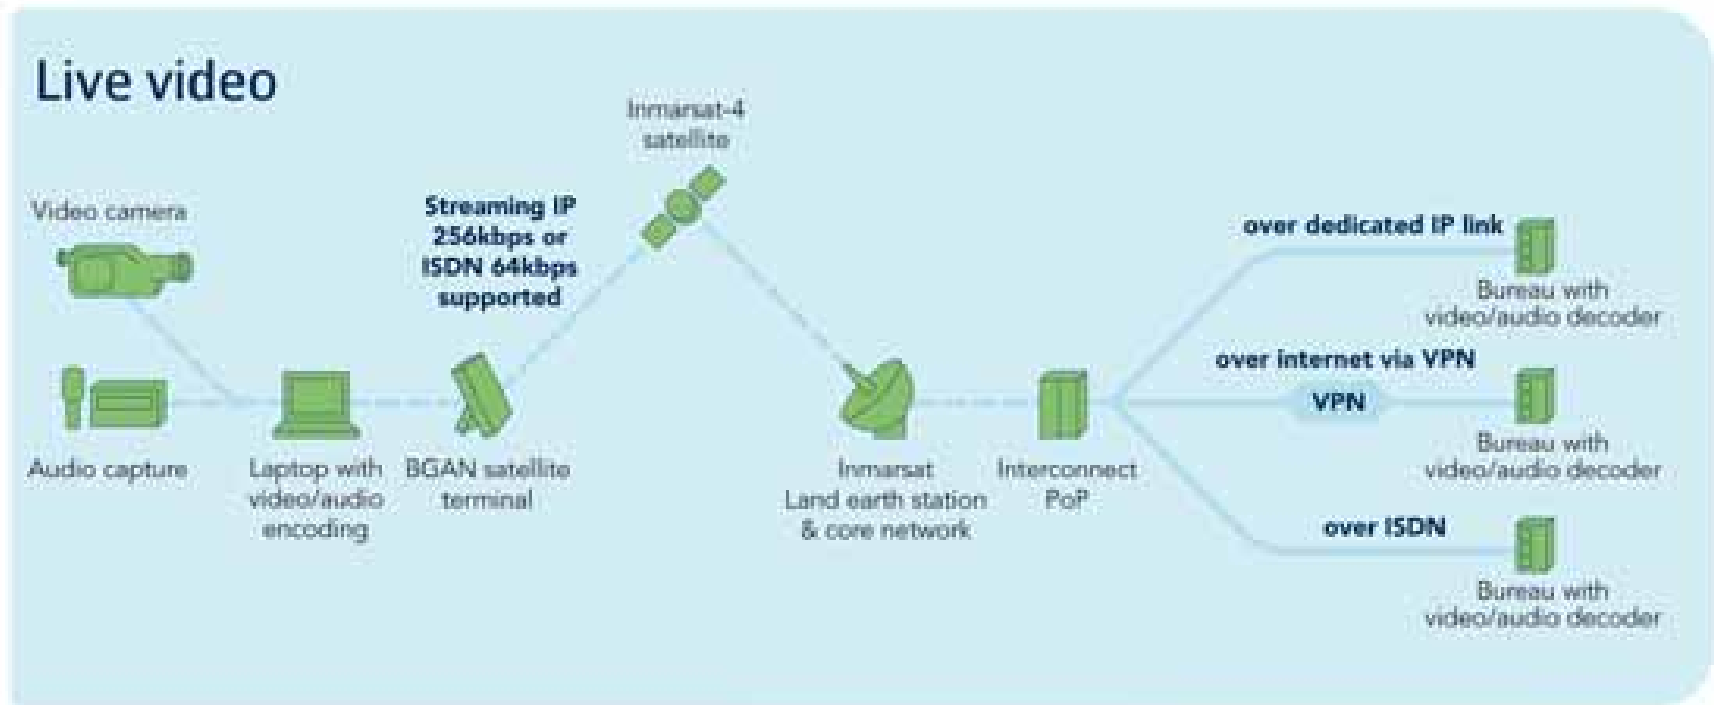 Live video
Inmarsat-4
satellite
Video camera
Streaming IP
256kbps or
ISDN 64kbps
supported
over dedicated IP link
Bureau with
video/audio decoder
over internet via VPN
VPN
Bureau with
video/audio decoder
Audio capture
Laptop with
video/audio
encoding
BGAN satellite
terminal
Inmarsat
Land earth station
& core network
Interconnect
PoP
over ISDN
Bureau with
video/audio decoder